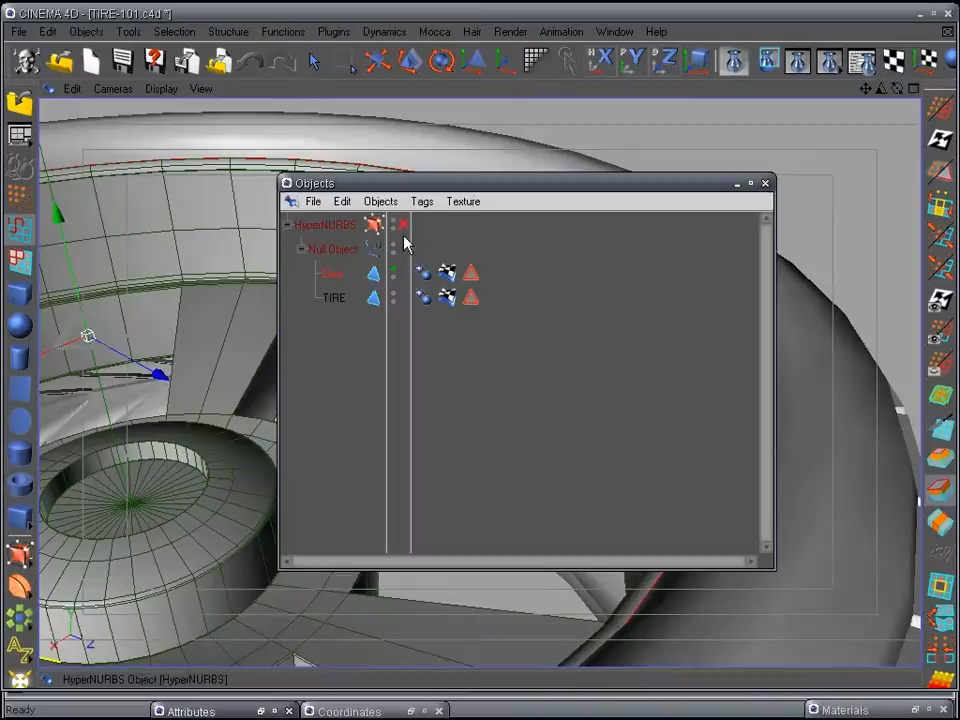 CINEMA 4D - [TIRE-101.c4d *]
File Edit Objects Tools Selection Structure Functions Plugins Dynamics Mocca Hair Render Animation Window Help
X Y Z
Edit Cameras Display View
Objects
File Edit Objects Tags Texture
HyperNURBS
Null Object
TIRE
X Y Z
HyperNURBS Object [HyperNURBS]
Ready Attributes Coordinates Materials